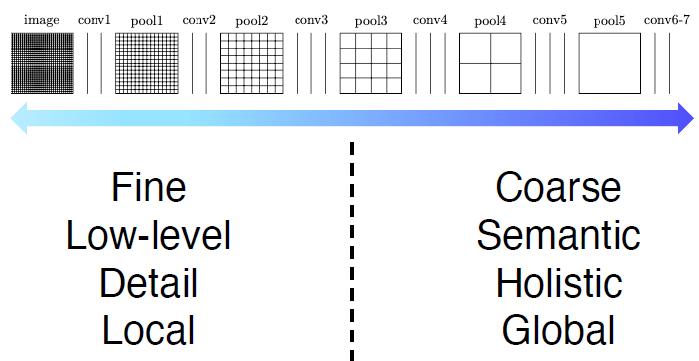 image conv1 pool1 conv2 pool2 conv3 pool3 conv4 pool4 conv5 pool5 conv6-7
Fine
Low-level
Detail
Local
Coarse
Semantic
Holistic
Global